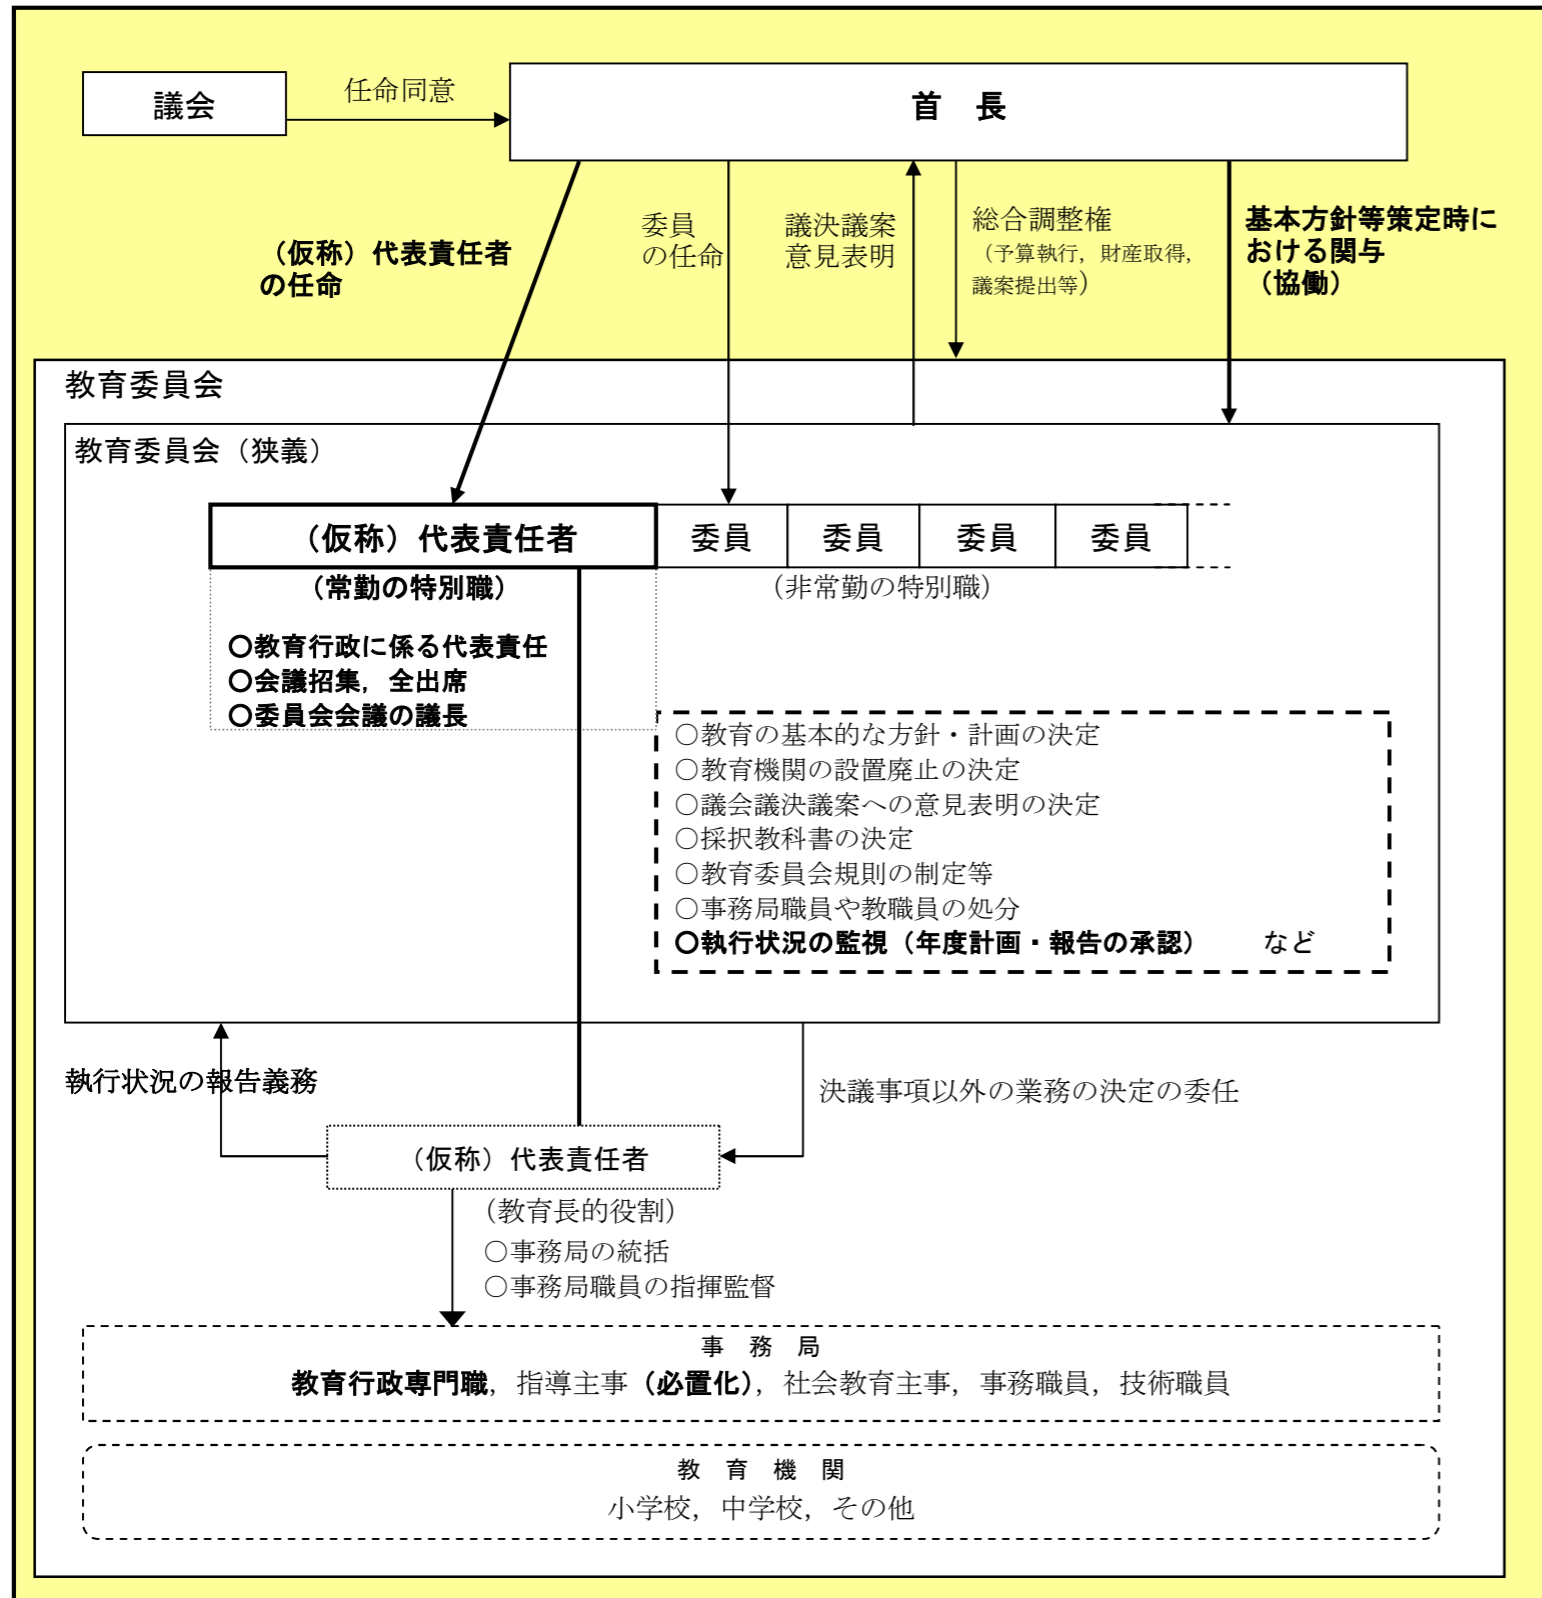 議会
任命同意
首　長
（仮称）代表責任者
の任命
委員
の任命
議決議案
意見表明
総合調整権
（予算執行，財産取得，
議案提出等）
基本方針等策定時に
おける関与
（協働）
教育委員会
教育委員会（狭義）
（仮称）代表責任者
委員
委員
委員
委員
（常勤の特別職）
（非常勤の特別職）
○教育行政に係る代表責任
○会議招集，全出席
○委員会会議の議長
○教育の基本的な方針・計画の決定
○教育機関の設置廃止の決定
○議会議決議案への意見表明の決定
○採択教科書の決定
○教育委員会規則の制定等
○事務局職員や教職員の処分
○執行状況の監視（年度計画・報告の承認）　　など
執行状況の報告義務
決議事項以外の業務の決定の委任
（仮称）代表責任者
（教育長的役割）
○事務局の統括
○事務局職員の指揮監督
事　務　局
教育行政専門職，指導主事（必置化），社会教育主事，事務職員，技術職員
教　育　機　関
小学校，中学校，その他